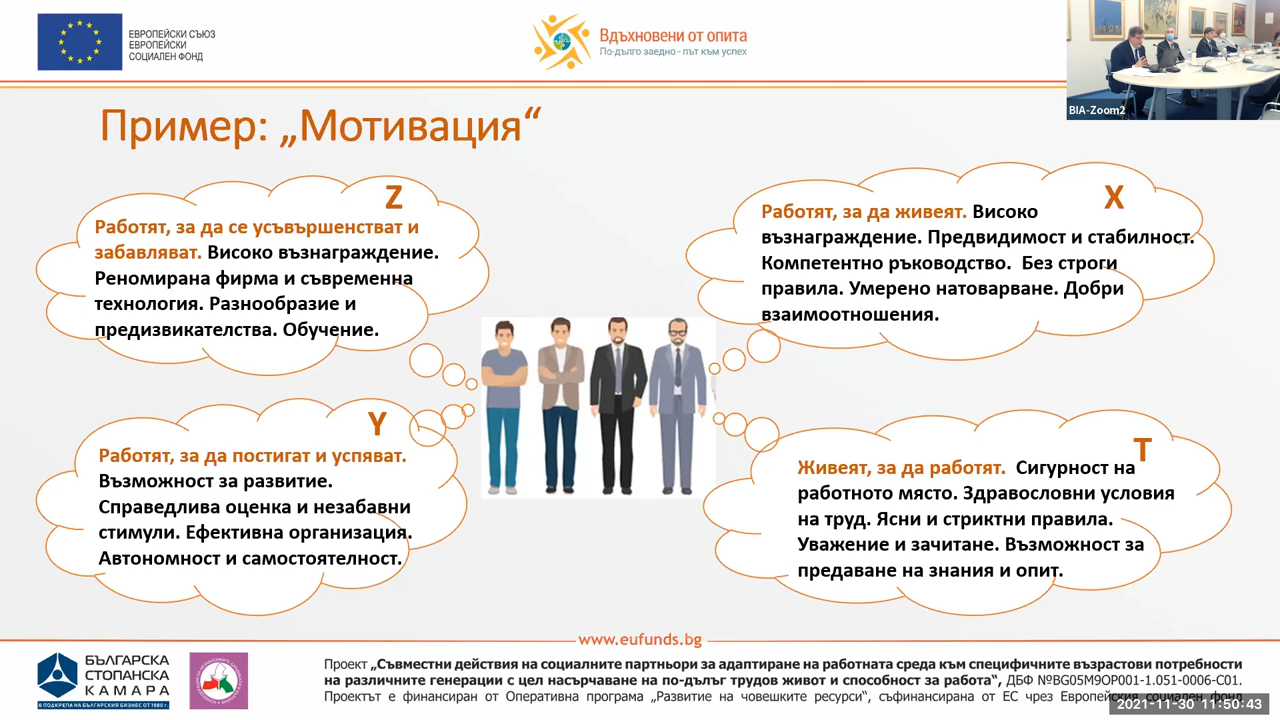 ЕВРОПЕЙСКИ СЪЮЗ
ЕВРОПЕЙСКИ
СОЦИАЛЕН ФОНД
Вдъхновени от опита
По-дълго заедно - път към успех
BIA-Zoom2
Пример: „Мотивация“
Z
Работят, за да се усъвършенстват и
забавляват. Високо възнаграждение.
Реномирана фирма и съвременна
технология. Разнообразие и
предизвикателства. Обучение.
X
Работят, за да живеят. Високо
възнаграждение. Предвидимост и стабилност.
Компетентно ръководство. Без строги
правила. Умерено натоварване. Добри
взаимоотношения.
Y
Работят, за да постигат и успяват.
Възможност за развитие.
Справедлива оценка и незабавни
стимули. Ефективна организация.
Автономност и самостоятелност.
T
Живеят, за да работят. Сигурност на
работното място. Здравословни условия
на труд. Ясни и стриктни правила.
Уважение и зачитане. Възможност за
предаване на знания и опит.
www.eufunds.bg
БЪЛГАРСКА
СТОПАНСКА
КАМАРА
В ПОДКРЕПА НА БЪЛГАРСКИЯ БИЗНЕС ОТ 1980 г.
Проект „Съвместни действия на социалните партньори за адаптиране на работната среда към специфичните възрастови потребности
на различните генерации с цел насърчаване на по-дълъг трудов живот и способност за работа“, ДБФ №BG05M9OP001-1.051-0006-C01.
Проектът е финансиран от Оперативна програма „Развитие на човешките ресурси“, съфинансирана от ЕС чрез Европейския социален фонд
2021-11-30 11:50:43